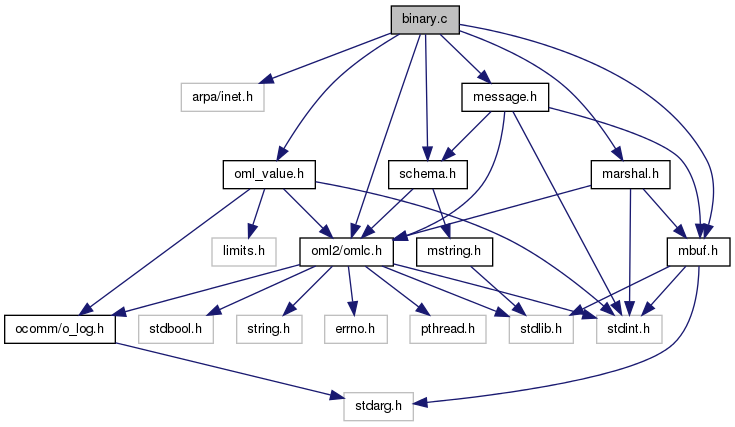 binary.c
arpa/inet.h
message.h
oml_value.h
schema.h
marshal.h
limits.h
oml2/omlc.h
mstring.h
mbuf.h
ocomm/o_log.h
stdbool.h
string.h
errno.h
pthread.h
stdlib.h
stdint.h
stdarg.h